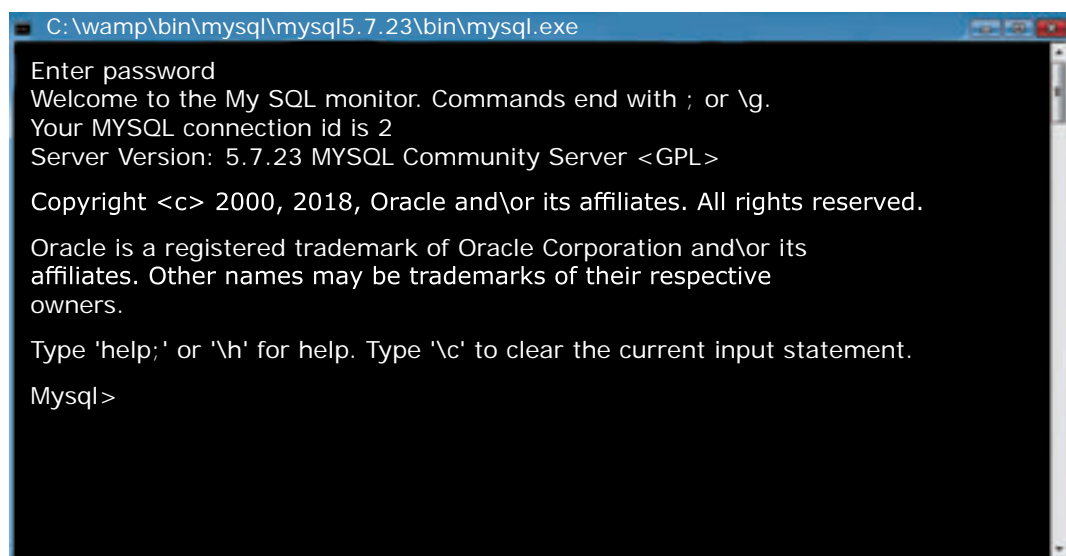 C:\wamp\bin\mysql\mysql5.7.23\bin\mysql.exe
Enter password
Welcome to the My SQL monitor. Commands end with ; or \g.
Your MYSQL connection id is 2
Server Version: 5.7.23 MYSQL Community Server <GPL>
Copyright <c> 2000, 2018, Oracle and\or its affiliates. All rights reserved.
Oracle is a registered trademark of Oracle Corporation and\or its
affiliates. Other names may be trademarks of their respective
owners.
Type 'help;' or '\h' for help. Type '\c' to clear the current input statement.
Mysql>